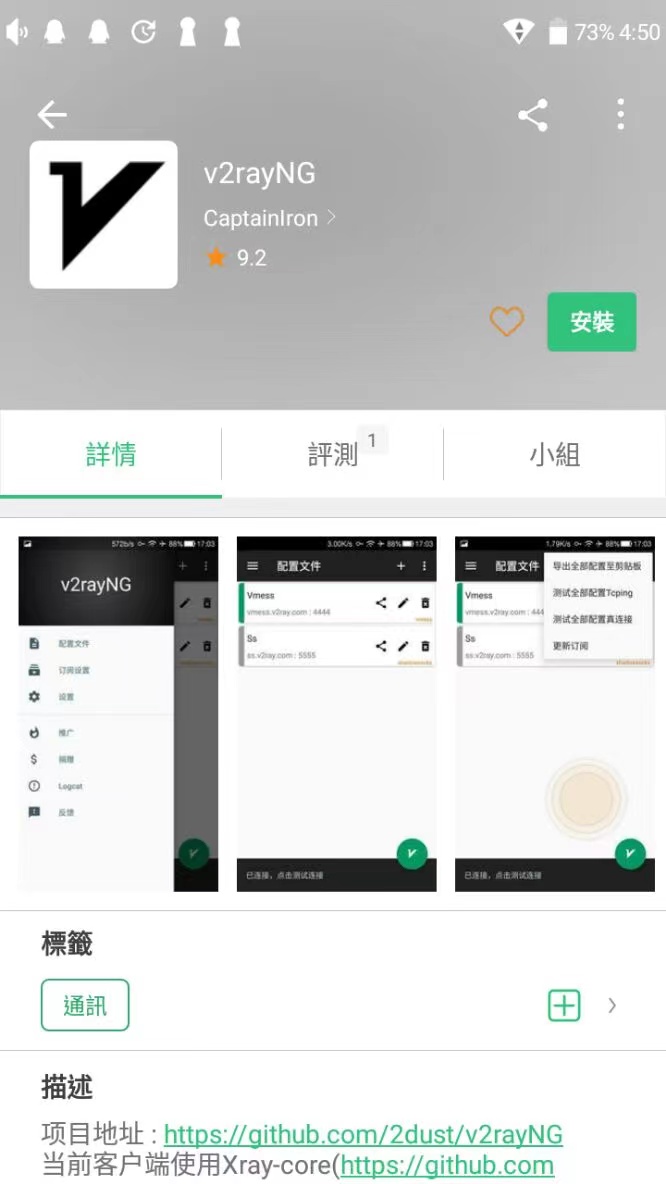 73% 4:50
v2rayNG
CaptainIron
9.2
安裝
詳情
評測 1
小組
572b/s 88% 17:03
v2rayNG
配置文件
订阅设置
设置
推广
捐赠
Logcat
反馈
3.00K/s 88% 17:03
配置文件
Vmess
vmess.v2ray.com : 4444
vmess
Ss
ss.v2ray.com : 5555
shadowsocks
已连接，点击测试连接
1.79K/s 88% 17:03
配置文件
导出全部配置至剪贴板
测试全部配置Tcping
测试全部配置真连接
更新订阅
Vmess
vmess.v2ray.com : 4444
Ss
ss.v2ray.com : 5555
shadowsocks
已连接，点击测试连接
標籤
通訊
描述
项目地址 : https://github.com/2dust/v2rayNG
当前客户端使用Xray-core(https://github.com